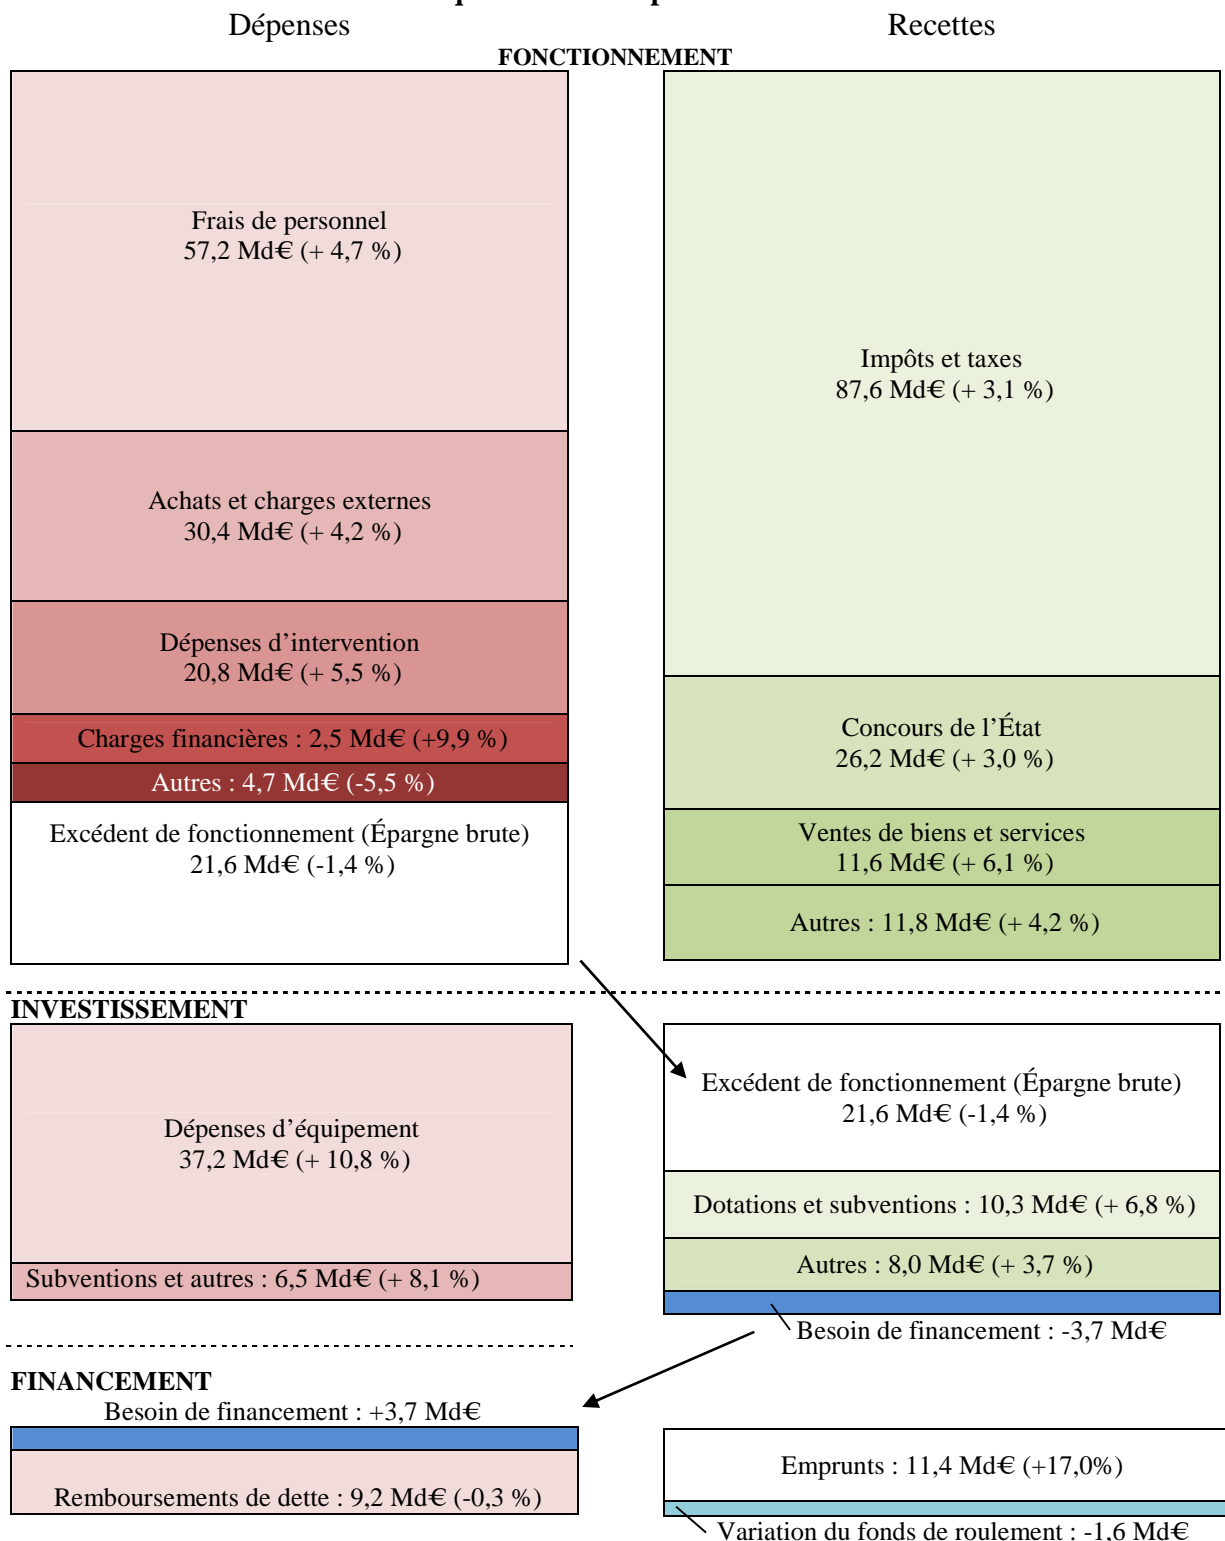 Dépenses
Recettes
FONCTIONNEMENT
Frais de personnel
57,2 Md€ (+ 4,7 %)
Achats et charges externes
30,4 Md€ (+ 4,2 %)
Dépenses d’intervention
20,8 Md€ (+ 5,5 %)
Charges financières : 2,5 Md€ (+9,9 %)
Autres : 4,7 Md€ (-5,5 %)
Excédent de fonctionnement (Épargne brute)
21,6 Md€ (-1,4 %)
Impôts et taxes
87,6 Md€ (+ 3,1 %)
Concours de l’État
26,2 Md€ (+ 3,0 %)
Ventes de biens et services
11,6 Md€ (+ 6,1 %)
Autres : 11,8 Md€ (+ 4,2 %)
INVESTISSEMENT
Dépenses d’équipement
37,2 Md€ (+ 10,8 %)
Subventions et autres : 6,5 Md€ (+ 8,1 %)
Excédent de fonctionnement (Épargne brute)
21,6 Md€ (-1,4 %)
Dotations et subventions : 10,3 Md€ (+ 6,8 %)
Autres : 8,0 Md€ (+ 3,7 %)
Besoin de financement : -3,7 Md€
FINANCEMENT
Besoin de financement : +3,7 Md€
Remboursements de dette : 9,2 Md€ (-0,3 %)
Emprunts : 11,4 Md€ (+17,0%)
Variation du fonds de roulement : -1,6 Md€